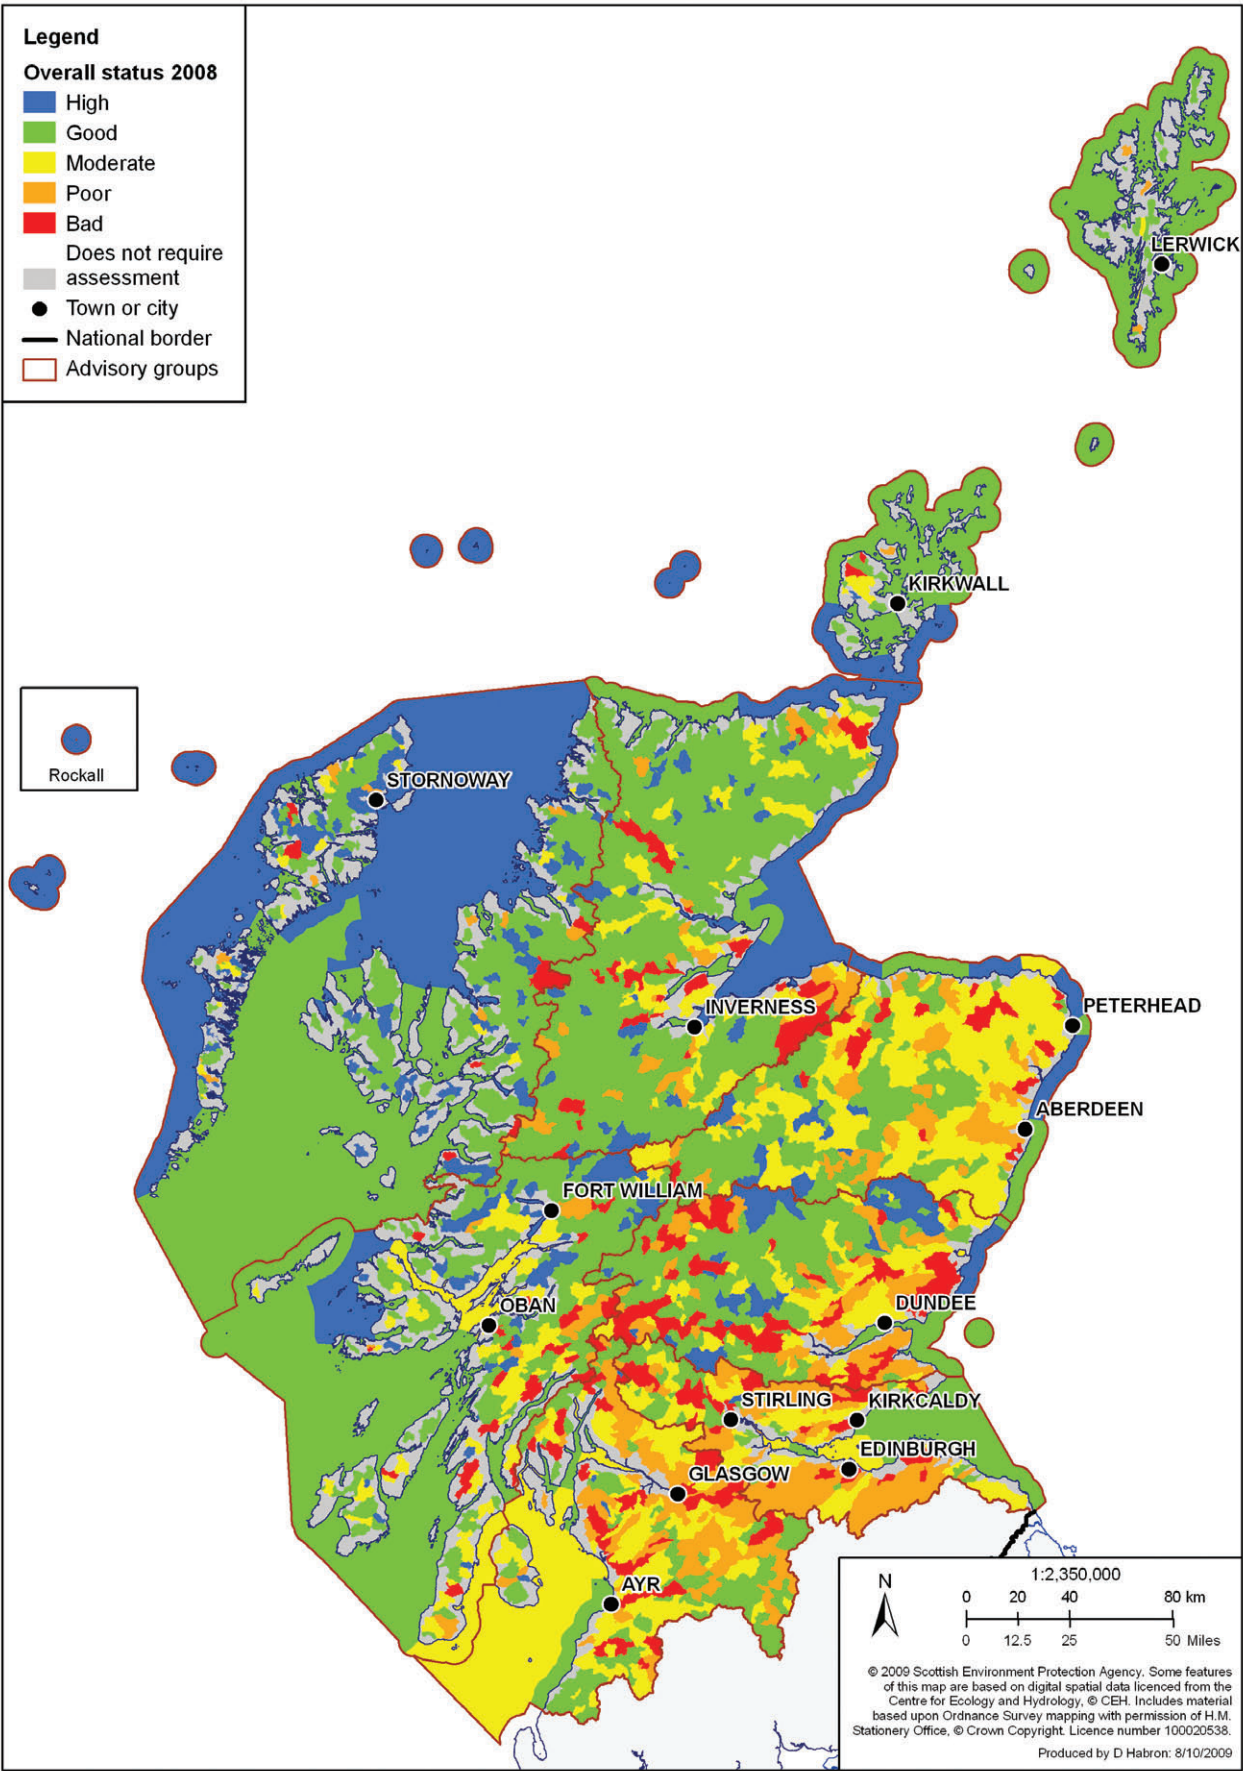 Legend
Overall status 2008
High
Good
Moderate
Poor
Bad
Does not require
assessment
Town or city
National border
Advisory groups
LERWICK
KIRKWALL
Rockall
STORNOWAY
INVERNESS
PETERHEAD
ABERDEEN
FORT WILLIAM
OBAN
DUNDEE
STIRLING
KIRKCALDY
EDINBURGH
GLASGOW
AYR
N
1:2,350,000
0 20 40 80 km
0 12.5 25 50 Miles
© 2009 Scottish Environment Protection Agency. Some features
of this map are based on digital spatial data licenced from the
Centre for Ecology and Hydrology, © CEH. Includes material
based upon Ordnance Survey mapping with permission of H.M.
Stationery Office, © Crown Copyright. Licence number 100020538.
Produced by D Habron: 8/10/2009